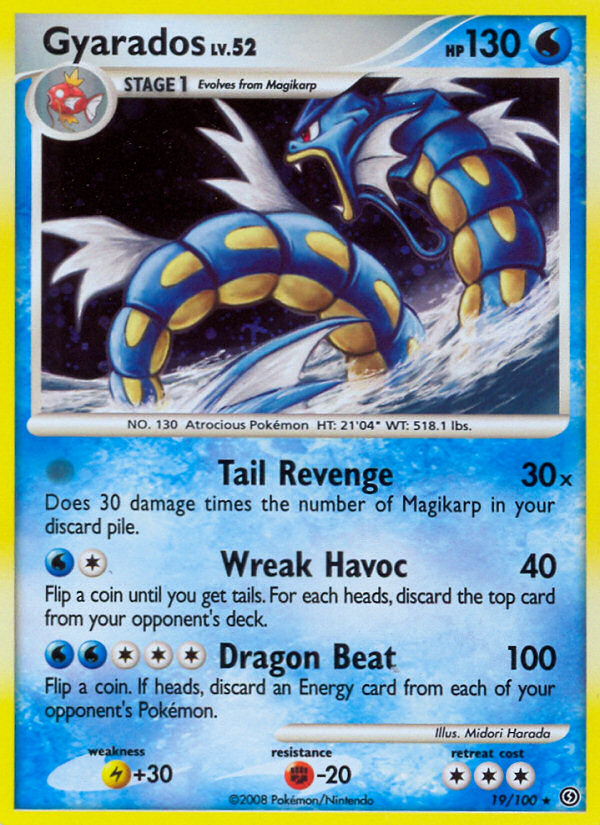 Gyarados LV.52
HP 130
STAGE 1 Evolves from Magikarp
NO. 130 Atrocious Pokémon HT: 21'04" WT: 518.1 lbs.
Tail Revenge 30x
Does 30 damage times the number of Magikarp in your
discard pile.
Wreak Havoc 40
Flip a coin until you get tails. For each heads, discard the top card
from your opponent's deck.
Dragon Beat 100
Flip a coin. If heads, discard an Energy card from each of your
opponent's Pokémon.
Illus. Midori Harada
weakness resistance retreat cost
+30 -20
©2008 Pokémon/Nintendo 19/100 ★